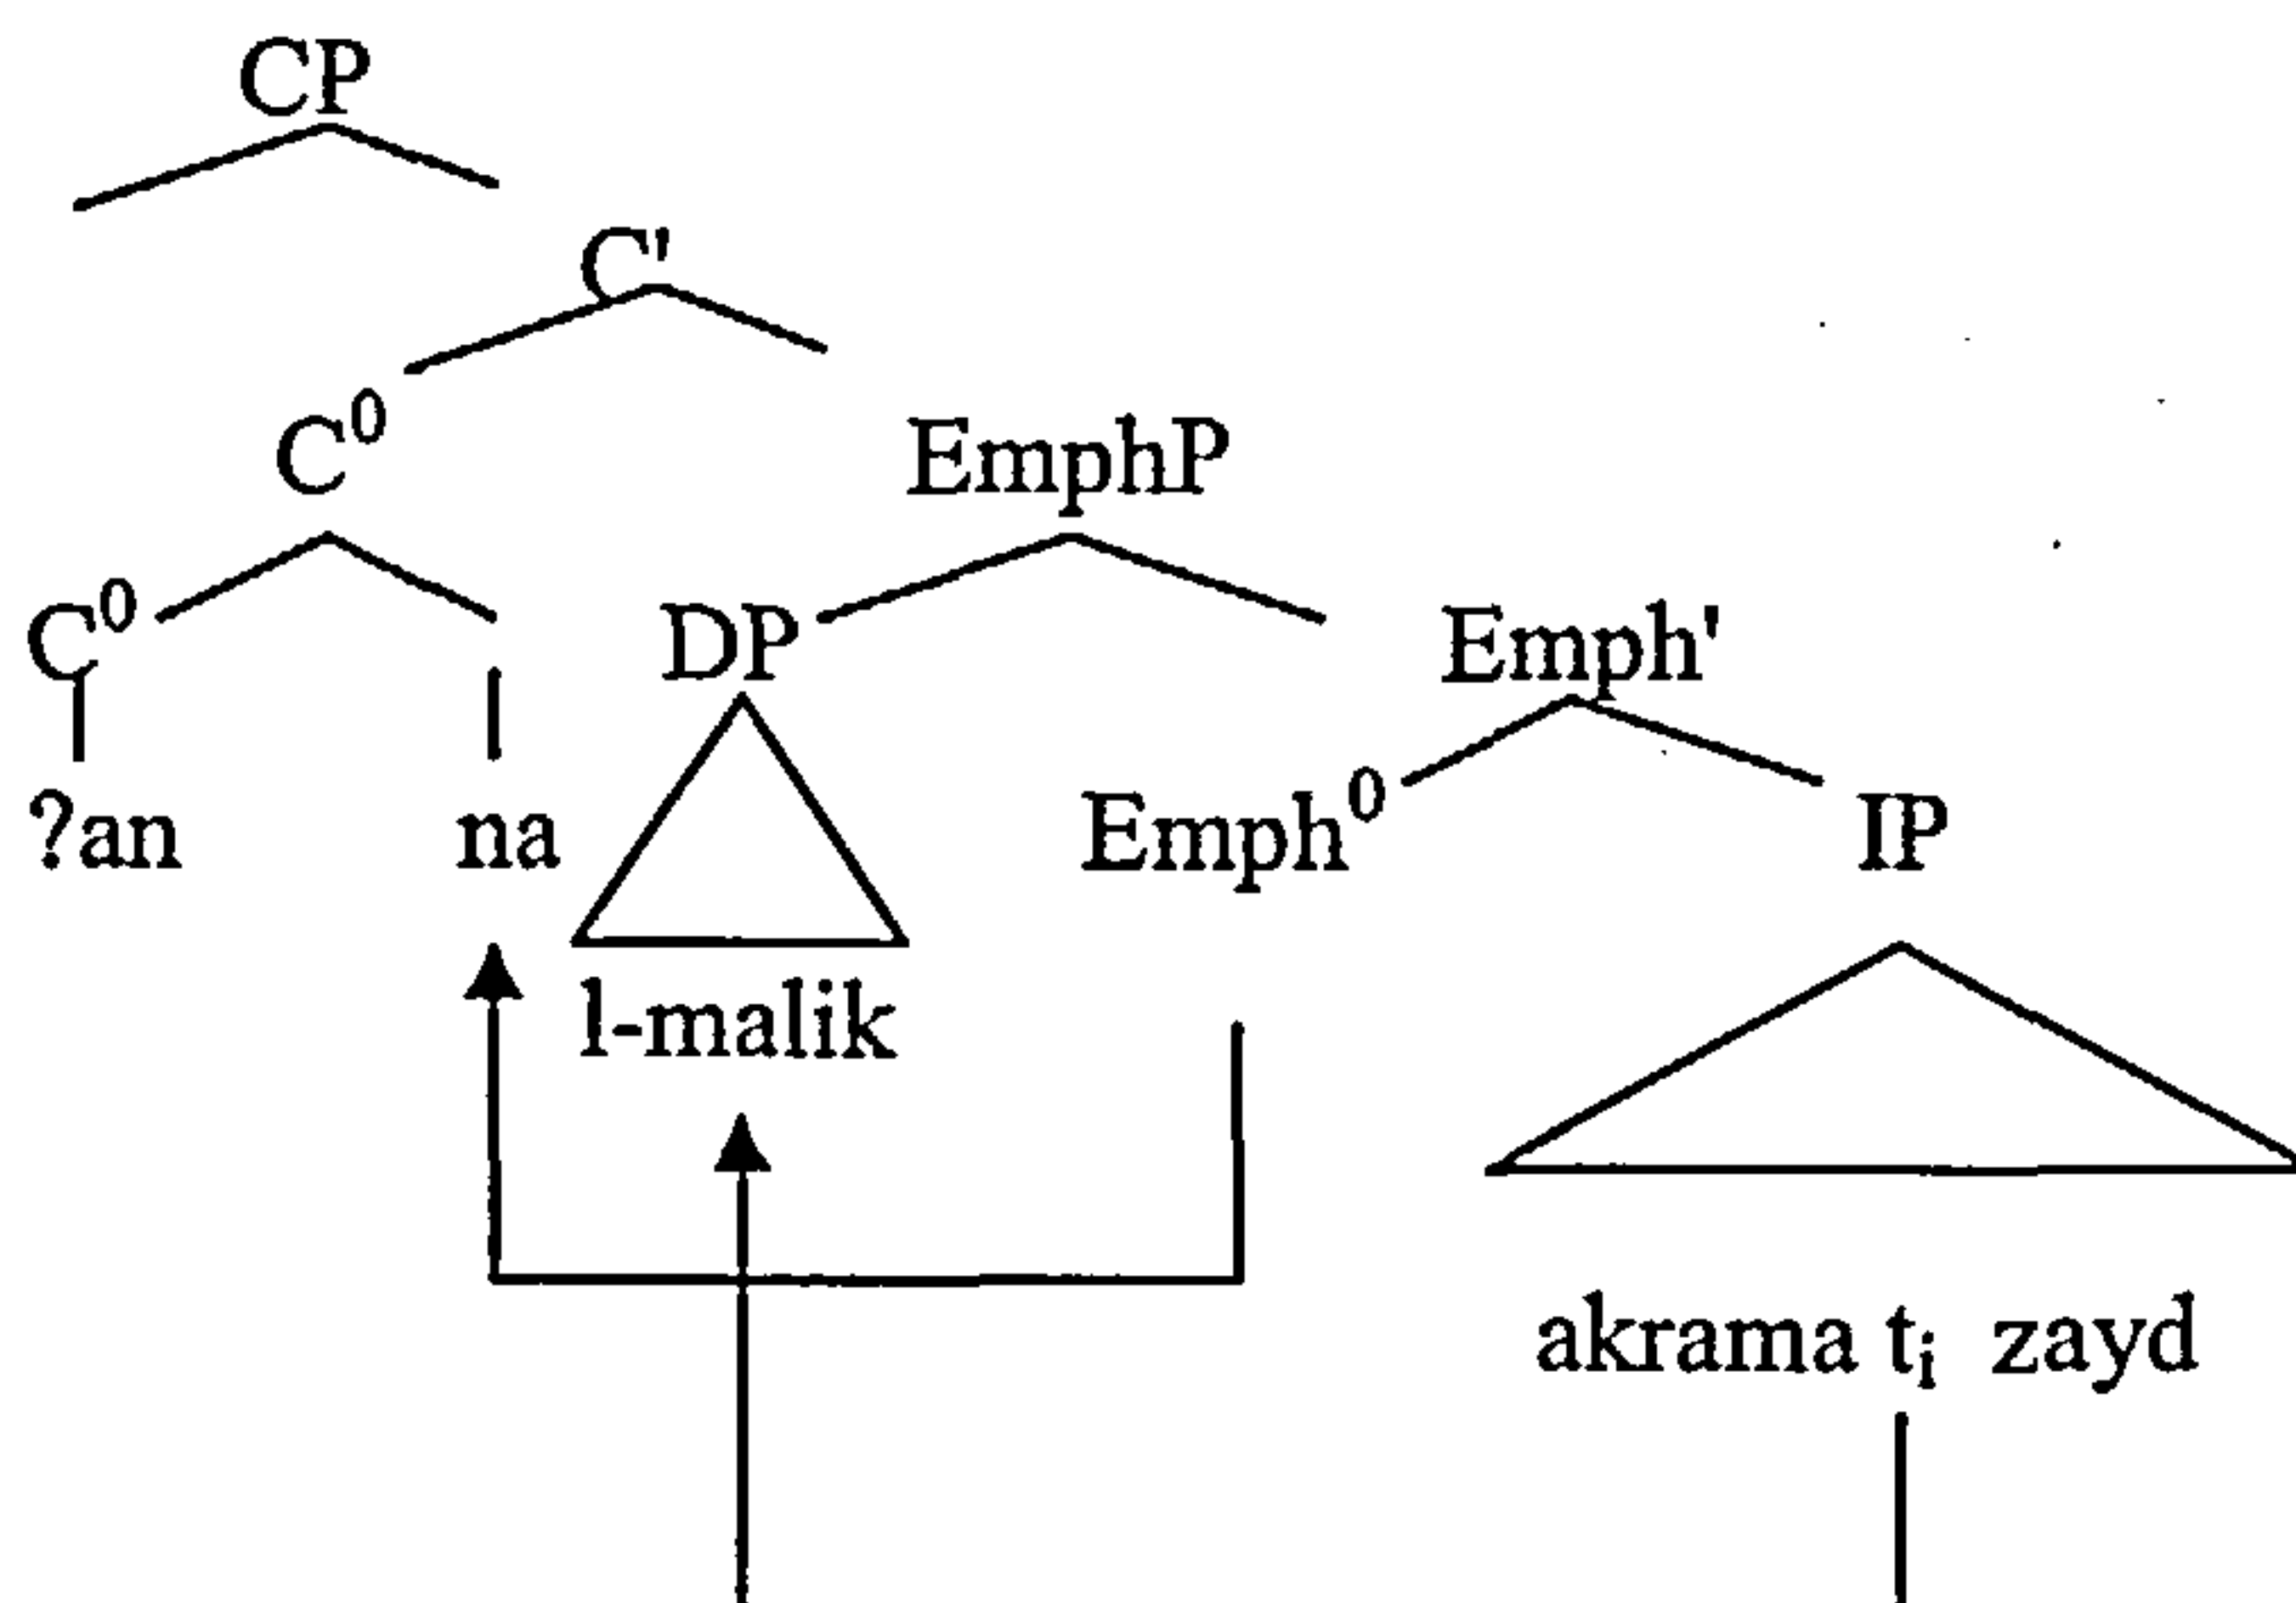 CP
C'
C⁰ EmphP
C⁰ DP Emph'
?an na Emph⁰ IP
l-malik
akrama tᵢ zayd